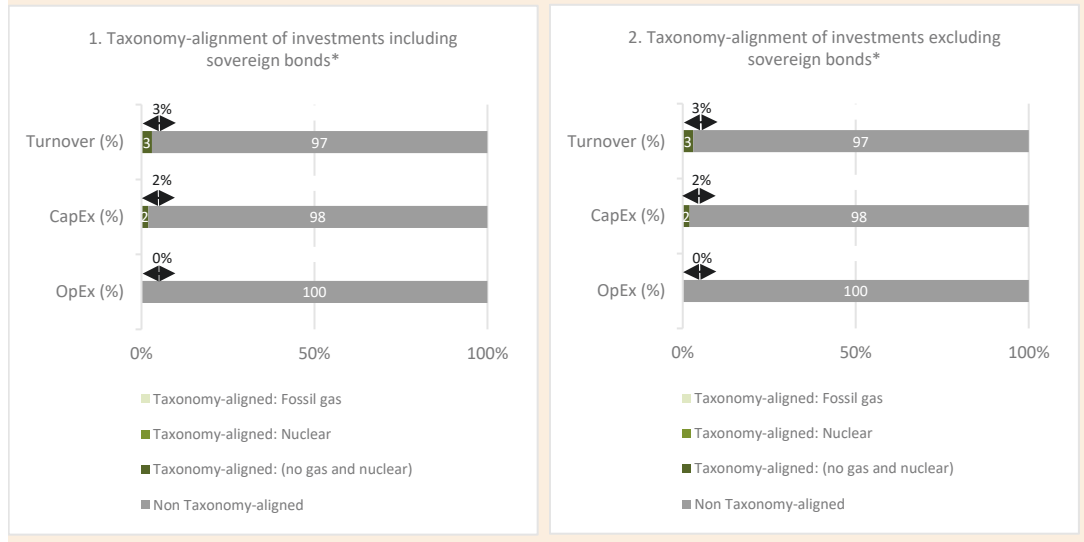 1. Taxonomy-alignment of investments including
sovereign bonds*
3%
Turnover (%)
3
97
2%
CapEx (%)
2
98
0%
OpEx (%)
100
0%
50%
100%
Taxonomy-aligned: Fossil gas
Taxonomy-aligned: Nuclear
Taxonomy-aligned: (no gas and nuclear)
Non Taxonomy-aligned
2. Taxonomy-alignment of investments excluding
sovereign bonds*
3%
Turnover (%)
3
97
2%
CapEx (%)
2
98
0%
OpEx (%)
100
0%
50%
100%
Taxonomy-aligned: Fossil gas
Taxonomy-aligned: Nuclear
Taxonomy-aligned: (no gas and nuclear)
Non Taxonomy-aligned